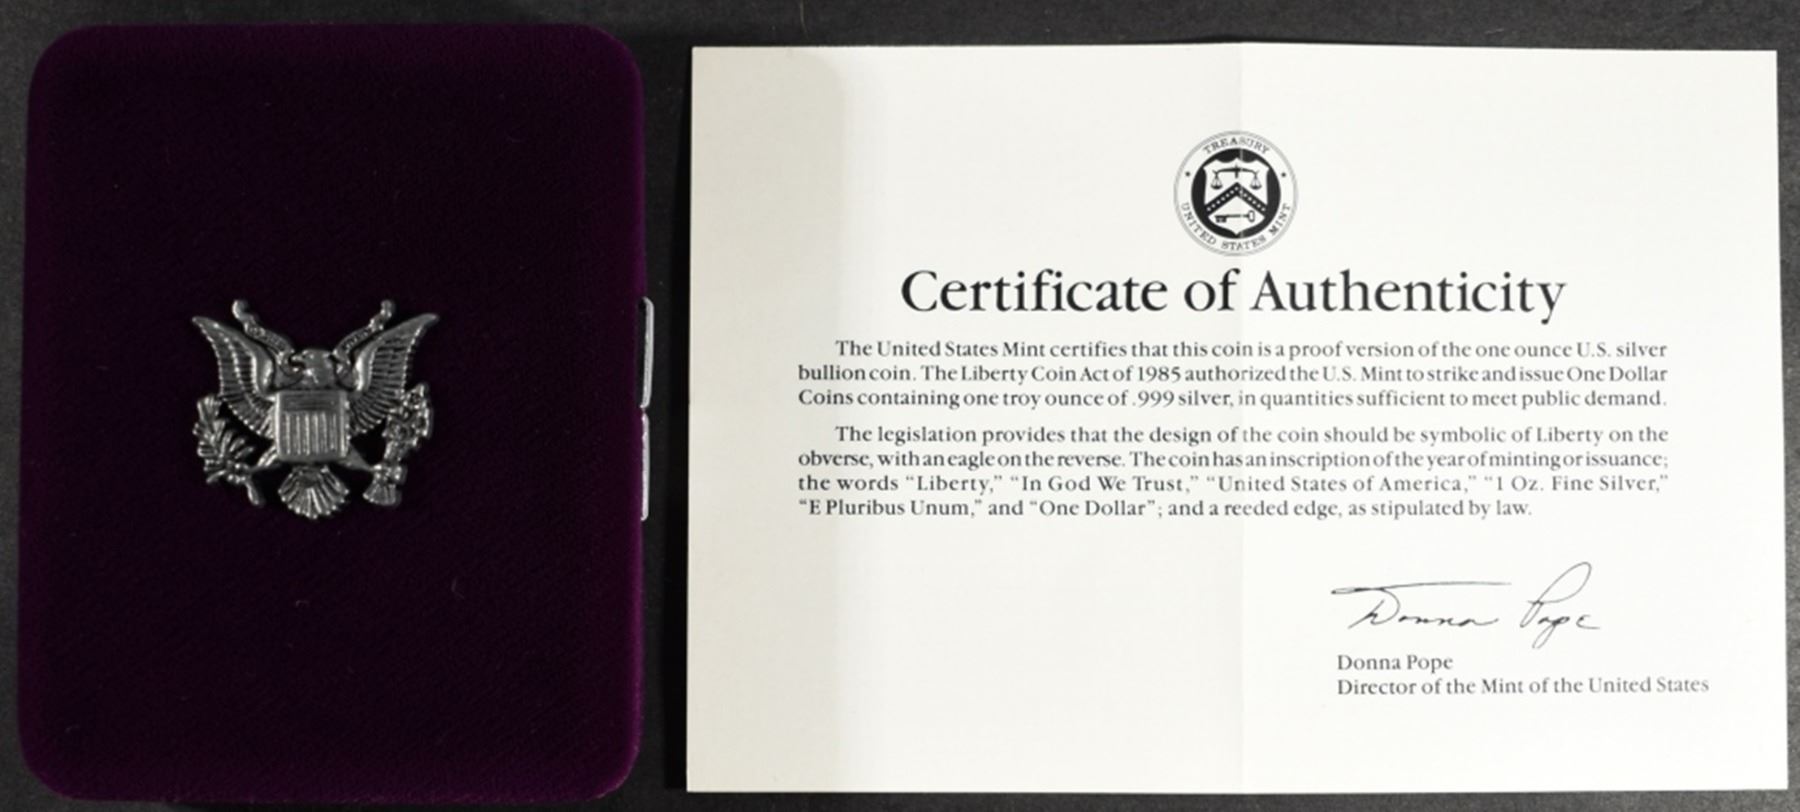 TREASURY
UNITED STATES MINT
Certificate of Authenticity
The United States Mint certifies that this coin is a proof version of the one ounce U.S. silver
bullion coin. The Liberty Coin Act of 1985 authorized the U.S. Mint to strike and issue One Dollar
Coins containing one troy ounce of .999 silver, in quantities sufficient to meet public demand.
The legislation provides that the design of the coin should be symbolic of Liberty on the
obverse, with an eagle on the reverse. The coin has an inscription of the year of minting or issuance;
the words “Liberty,” “In God We Trust,” “United States of America,” “1 Oz. Fine Silver,”
“E Pluribus Unum,” and “One Dollar”; and a reeded edge, as stipulated by law.
Donna Pope
Donna Pope
Director of the Mint of the United States